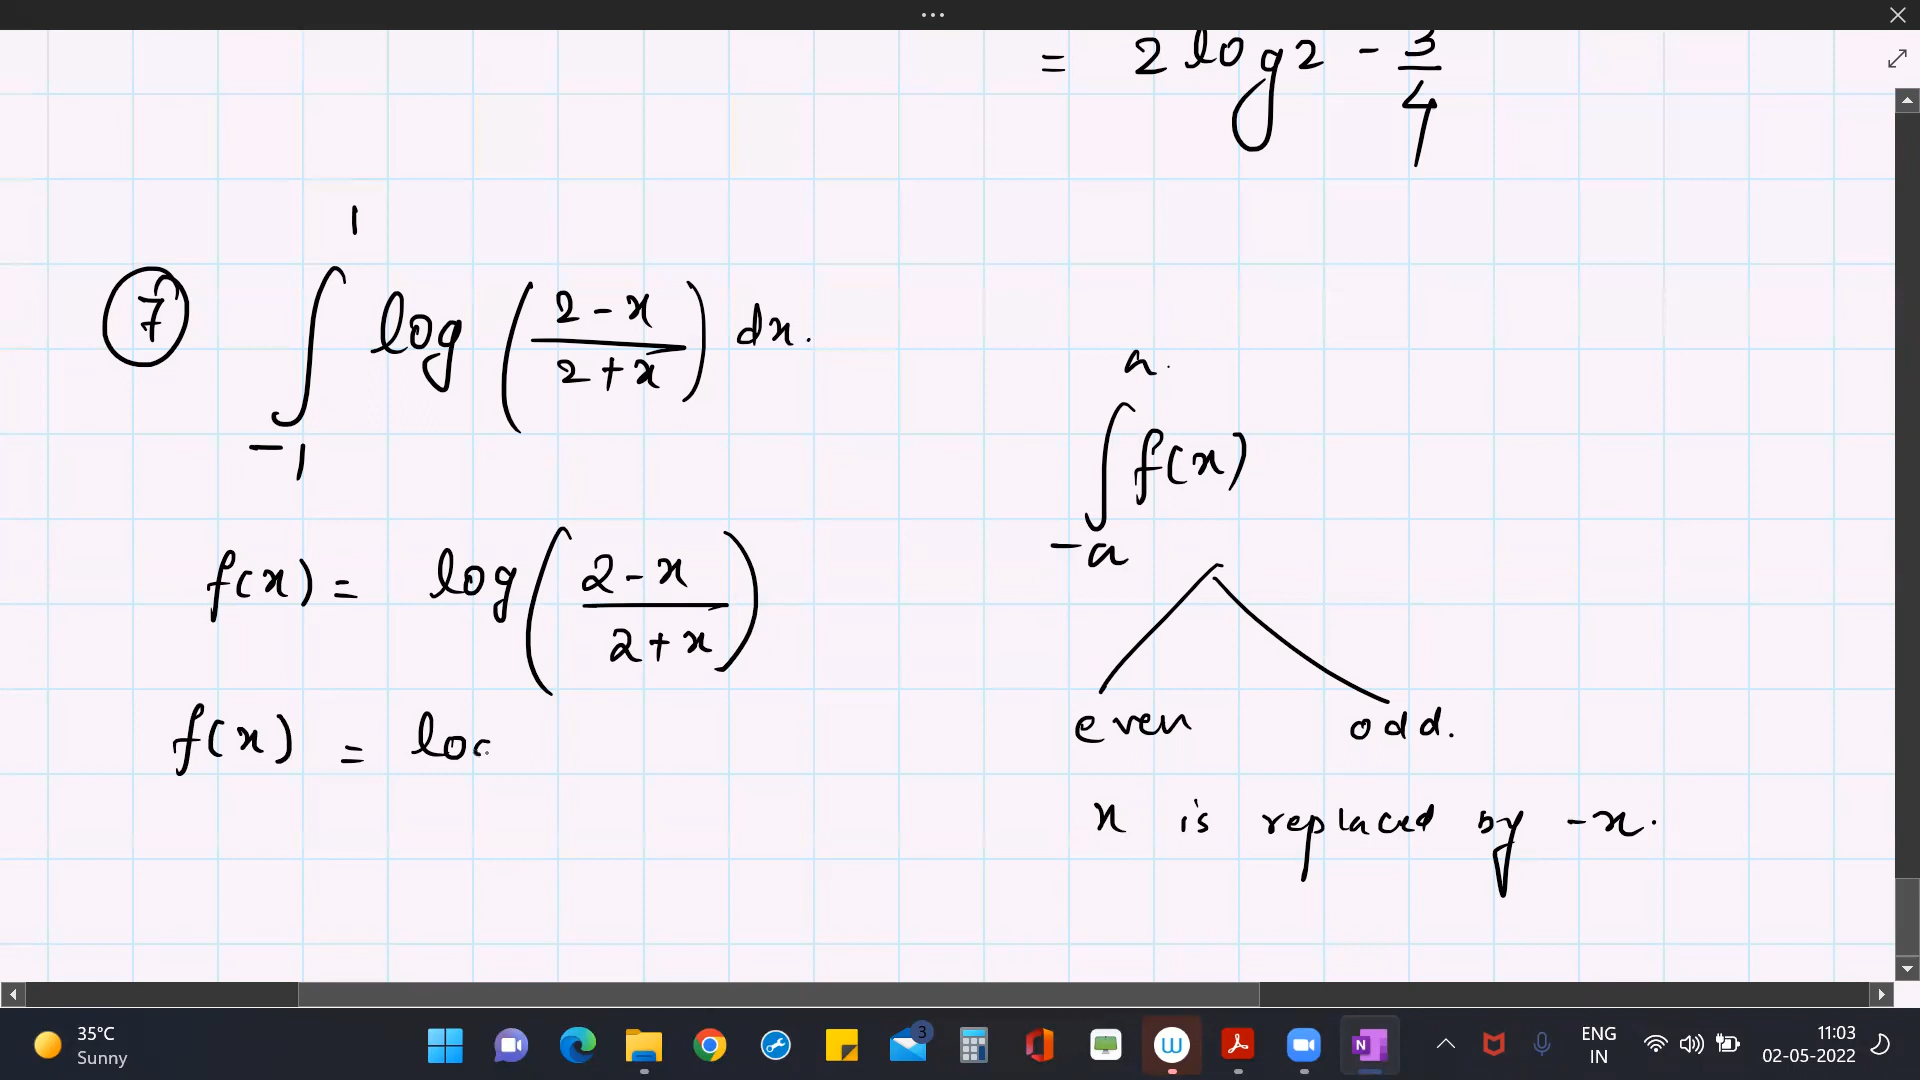 = 2 log 2 - 3/4
7 ∫_{-1}^{1} log ( (2-x)/(2+x) ) dx.
f(x) = log ( (2-x)/(2+x) )
f(x) = loc
∫_{-a}^{a.} f(x)
even odd.
x is replaced by -x.
35°C
Sunny
3
W
N
ENG
IN
11:03
02-05-2022